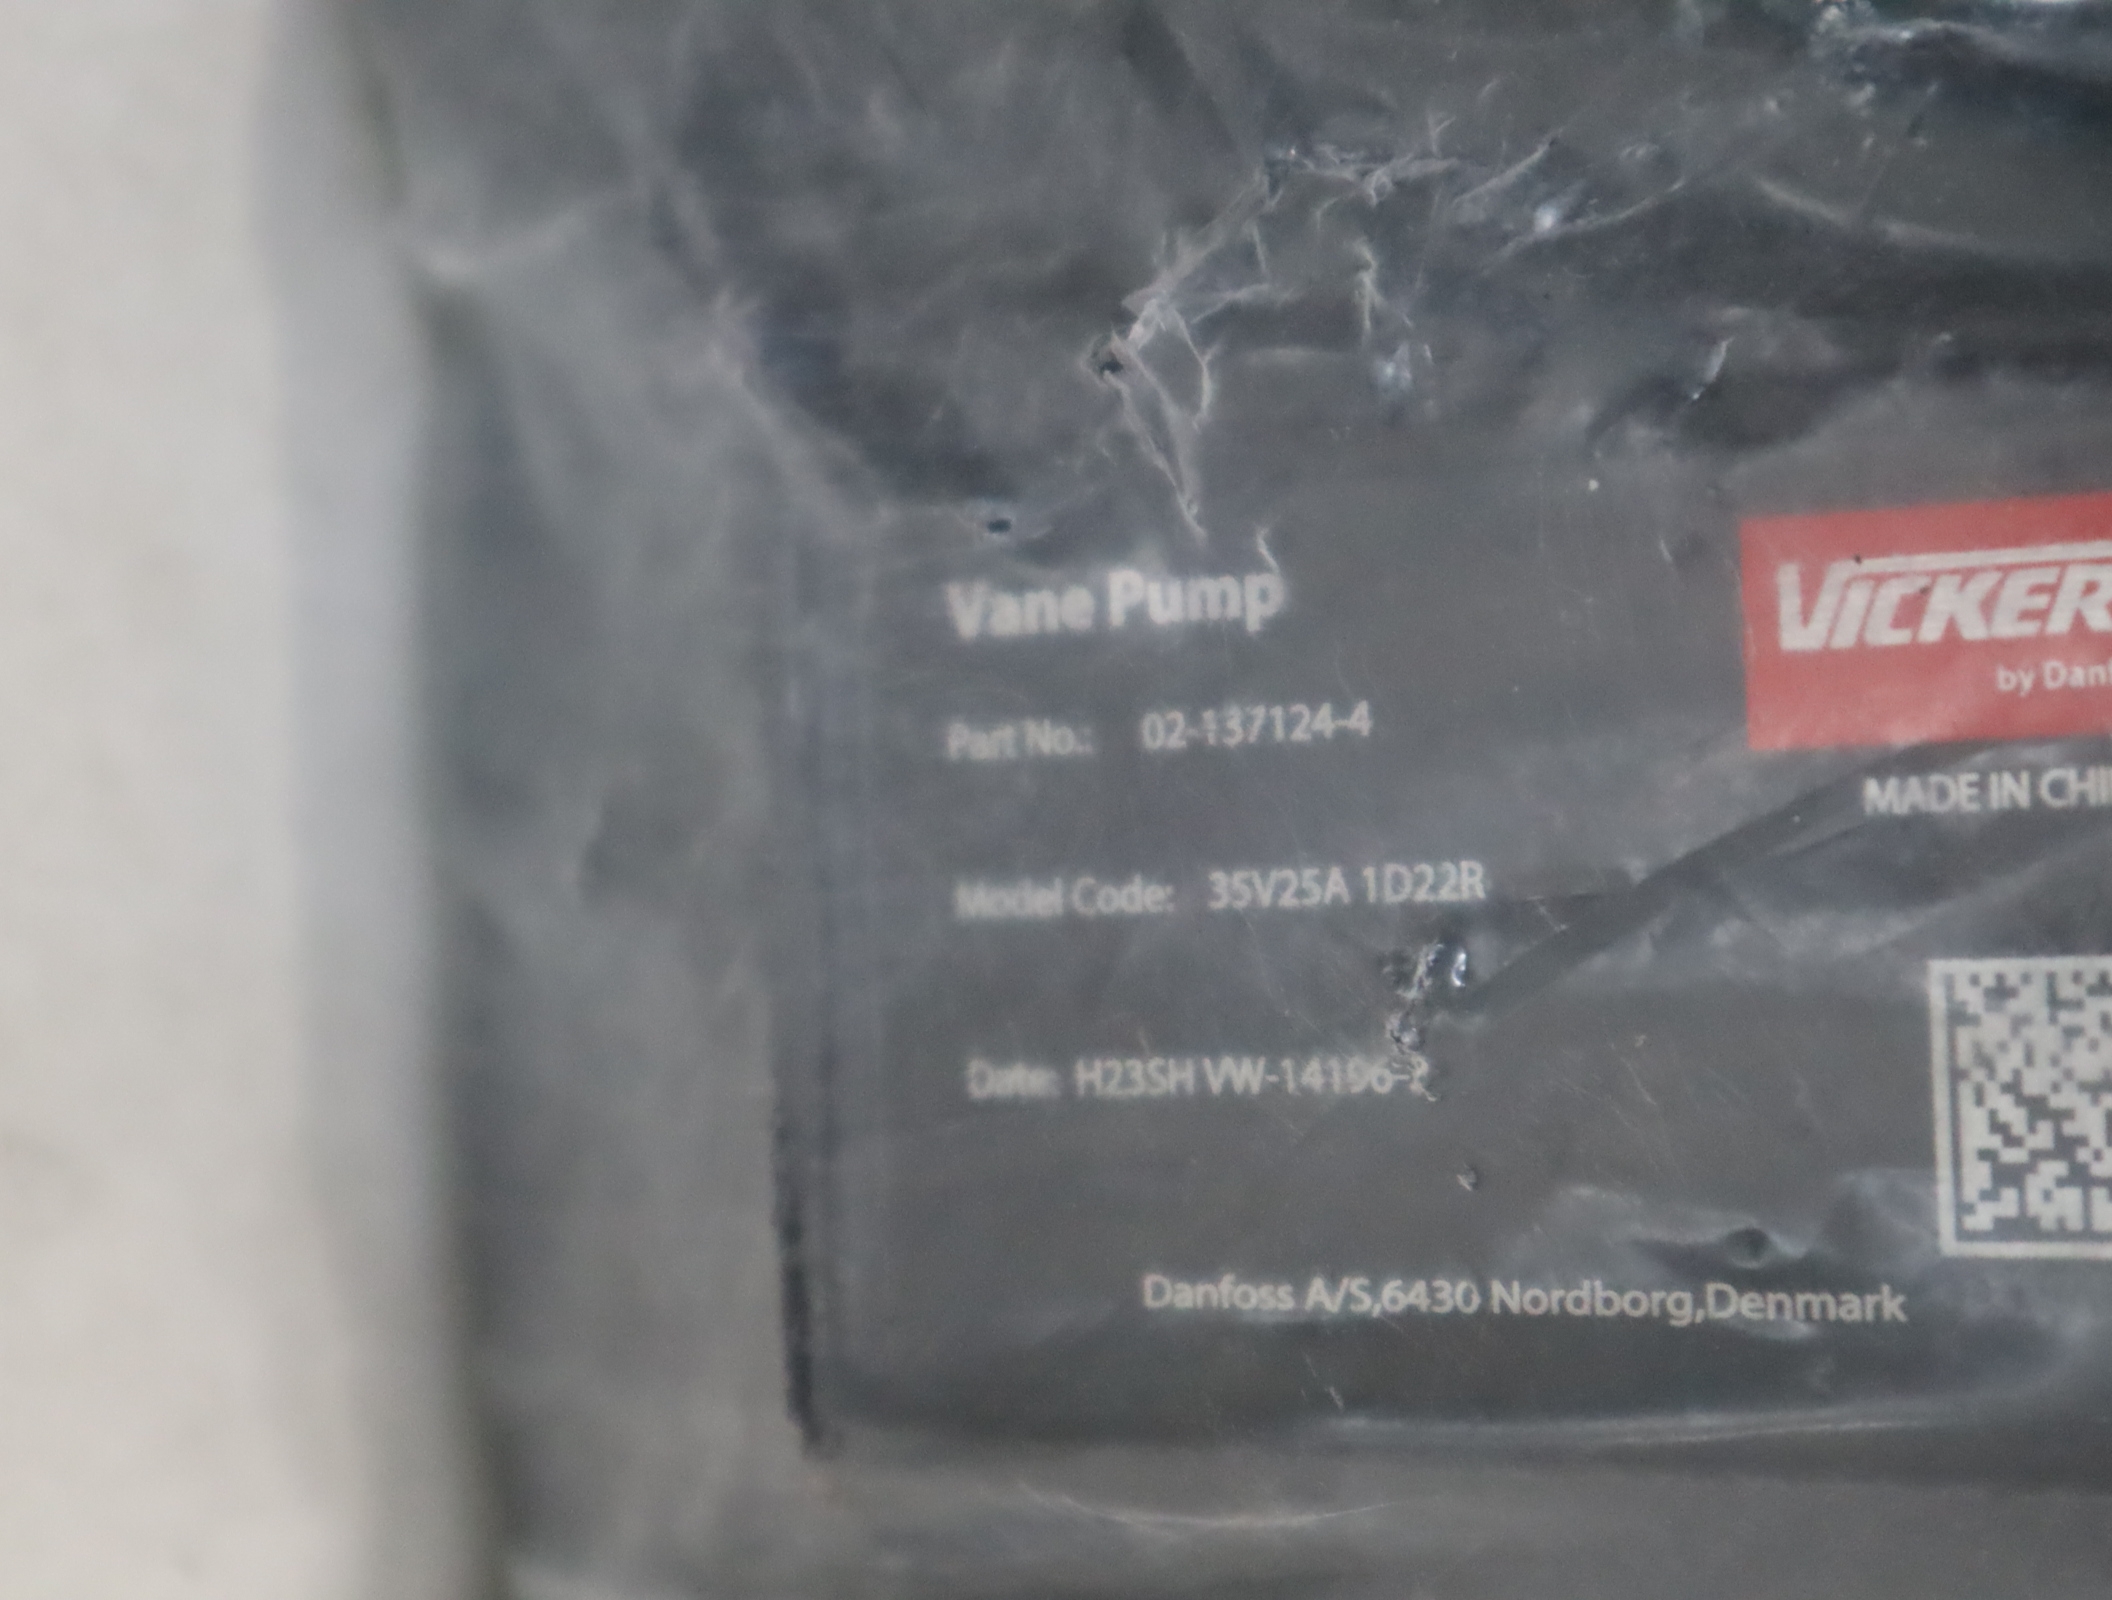 Vane Pump
VICKER
by Danf
Part No.: 02-137124-4
MADE IN CHI
Model Code: 35V25A 1D22R
Date: H23SH VW-14196-2
Danfoss A/S,6430 Nordborg,Denmark